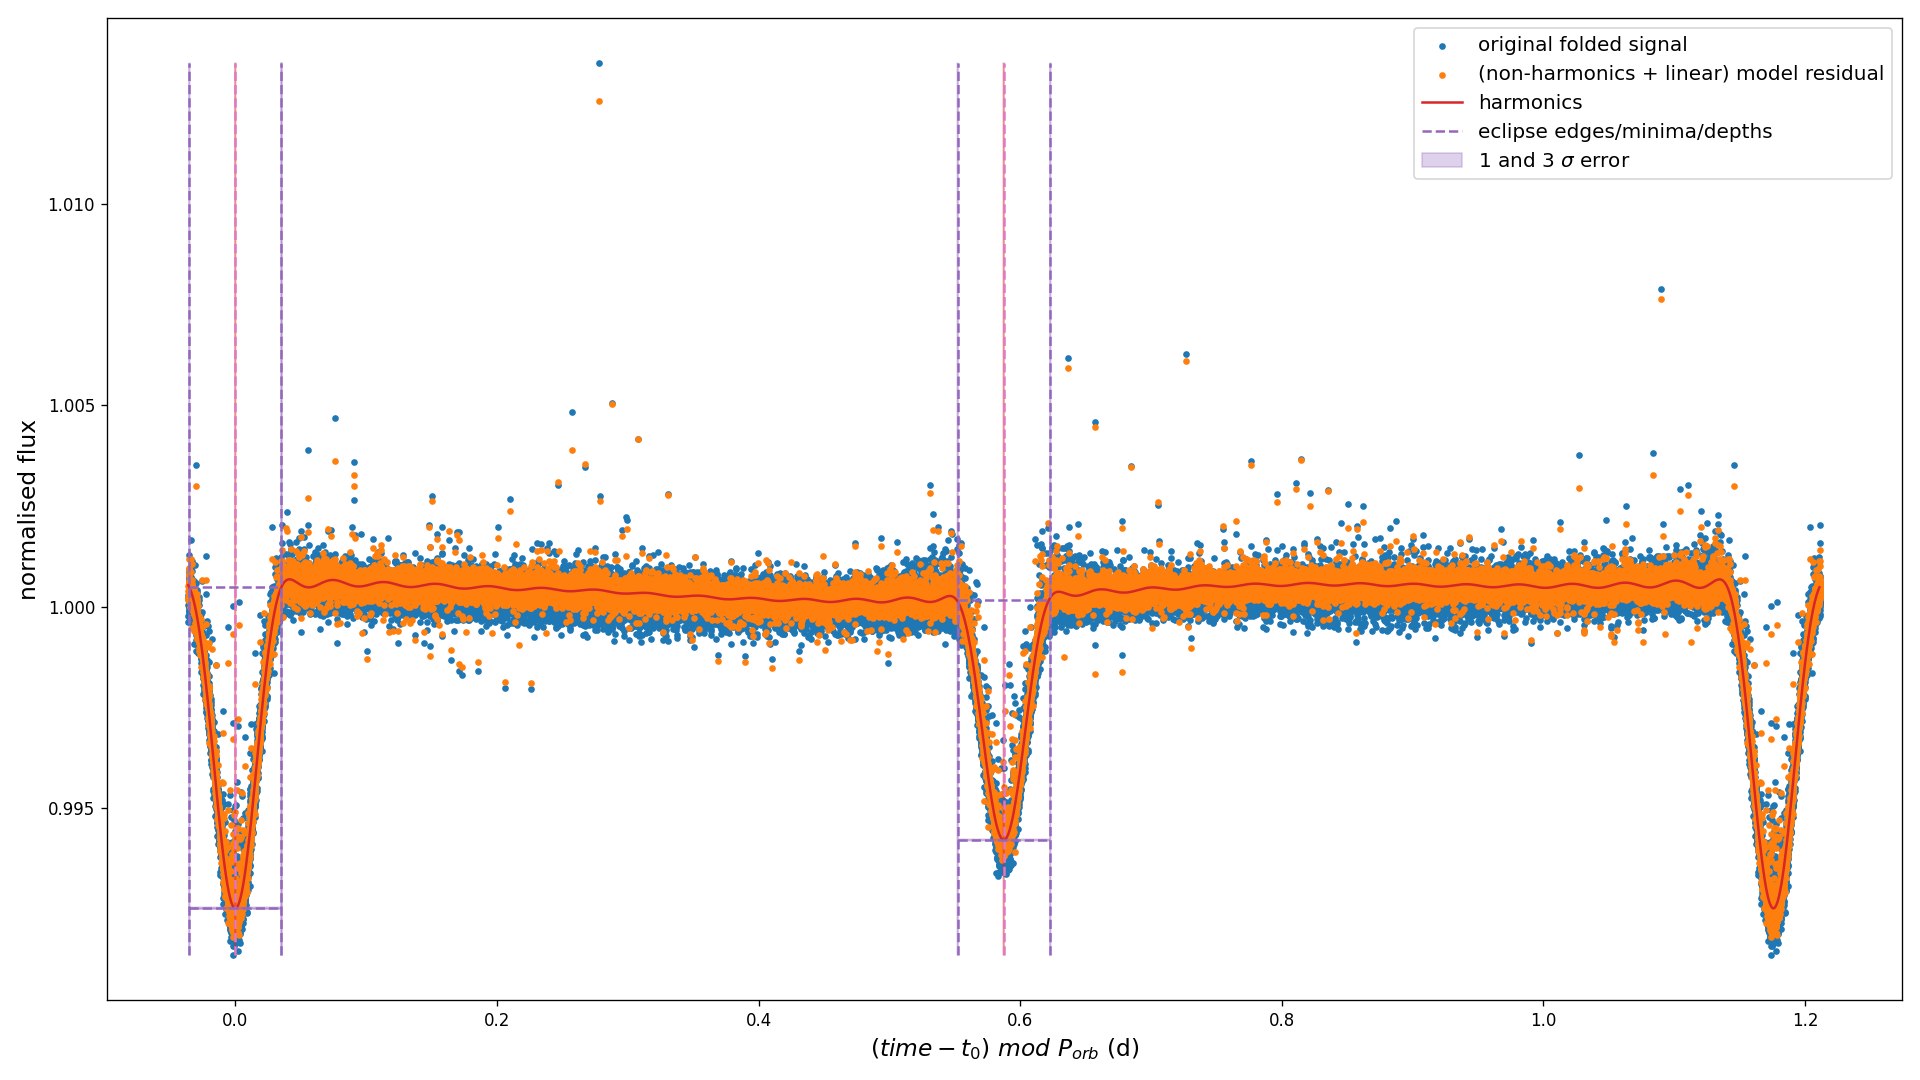 original folded signal
(non-harmonics + linear) model residual
harmonics
eclipse edges/minima/depths
1 and 3 σ error
normalised flux
1.010
1.005
1.000
0.995
0.0 0.2 0.4 0.6 0.8 1.0 1.2
(time − t₀) mod Pₒᵣb (d)